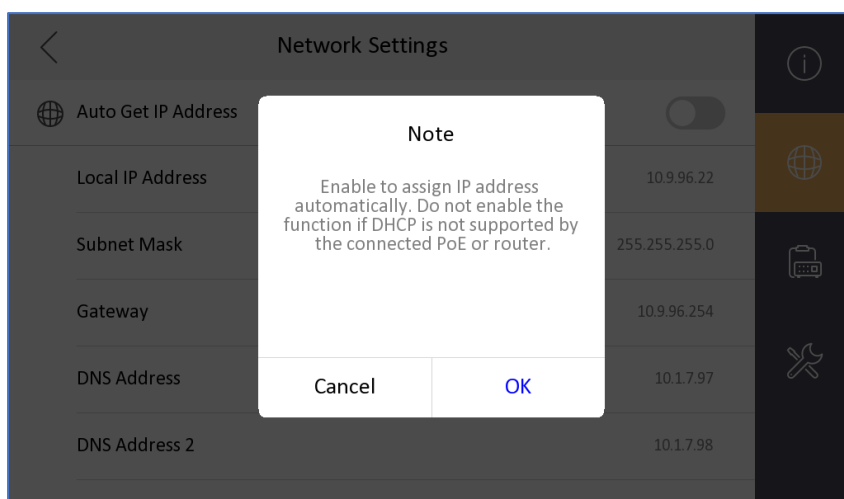 Network Settings
Auto Get IP Address
Note
Enable to assign IP address
automatically. Do not enable the
function if DHCP is not supported by
the connected PoE or router.
Cancel
OK
Local IP Address
10.9.96.22
Subnet Mask
255.255.255.0
Gateway
10.9.96.254
DNS Address
10.1.7.97
DNS Address 2
10.1.7.98